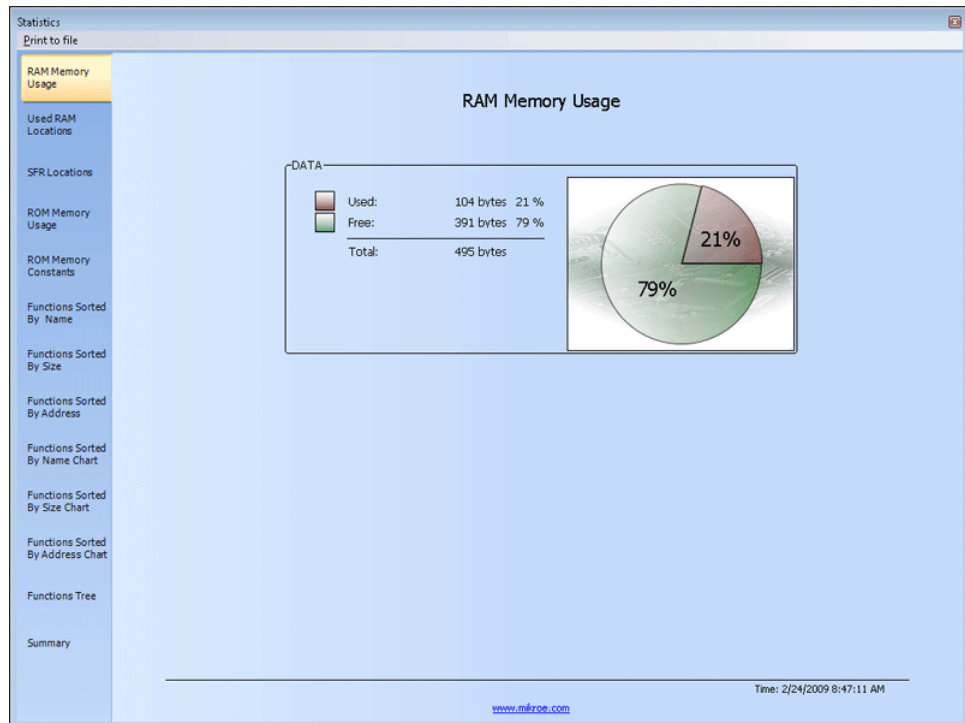 Statistics
Print to file
RAM Memory
Usage
Used RAM
Locations
SFR Locations
ROM Memory
Usage
ROM Memory
Constants
Functions Sorted
By Name
Functions Sorted
By Size
Functions Sorted
By Address
Functions Sorted
By Name Chart
Functions Sorted
By Size Chart
Functions Sorted
By Address Chart
Functions Tree
Summary
RAM Memory Usage
DATA
Used: 104 bytes 21 %
Free: 391 bytes 79 %
Total: 495 bytes
21%
79%
Time: 2/24/2009 8:47:11 AM
www.mikroe.com